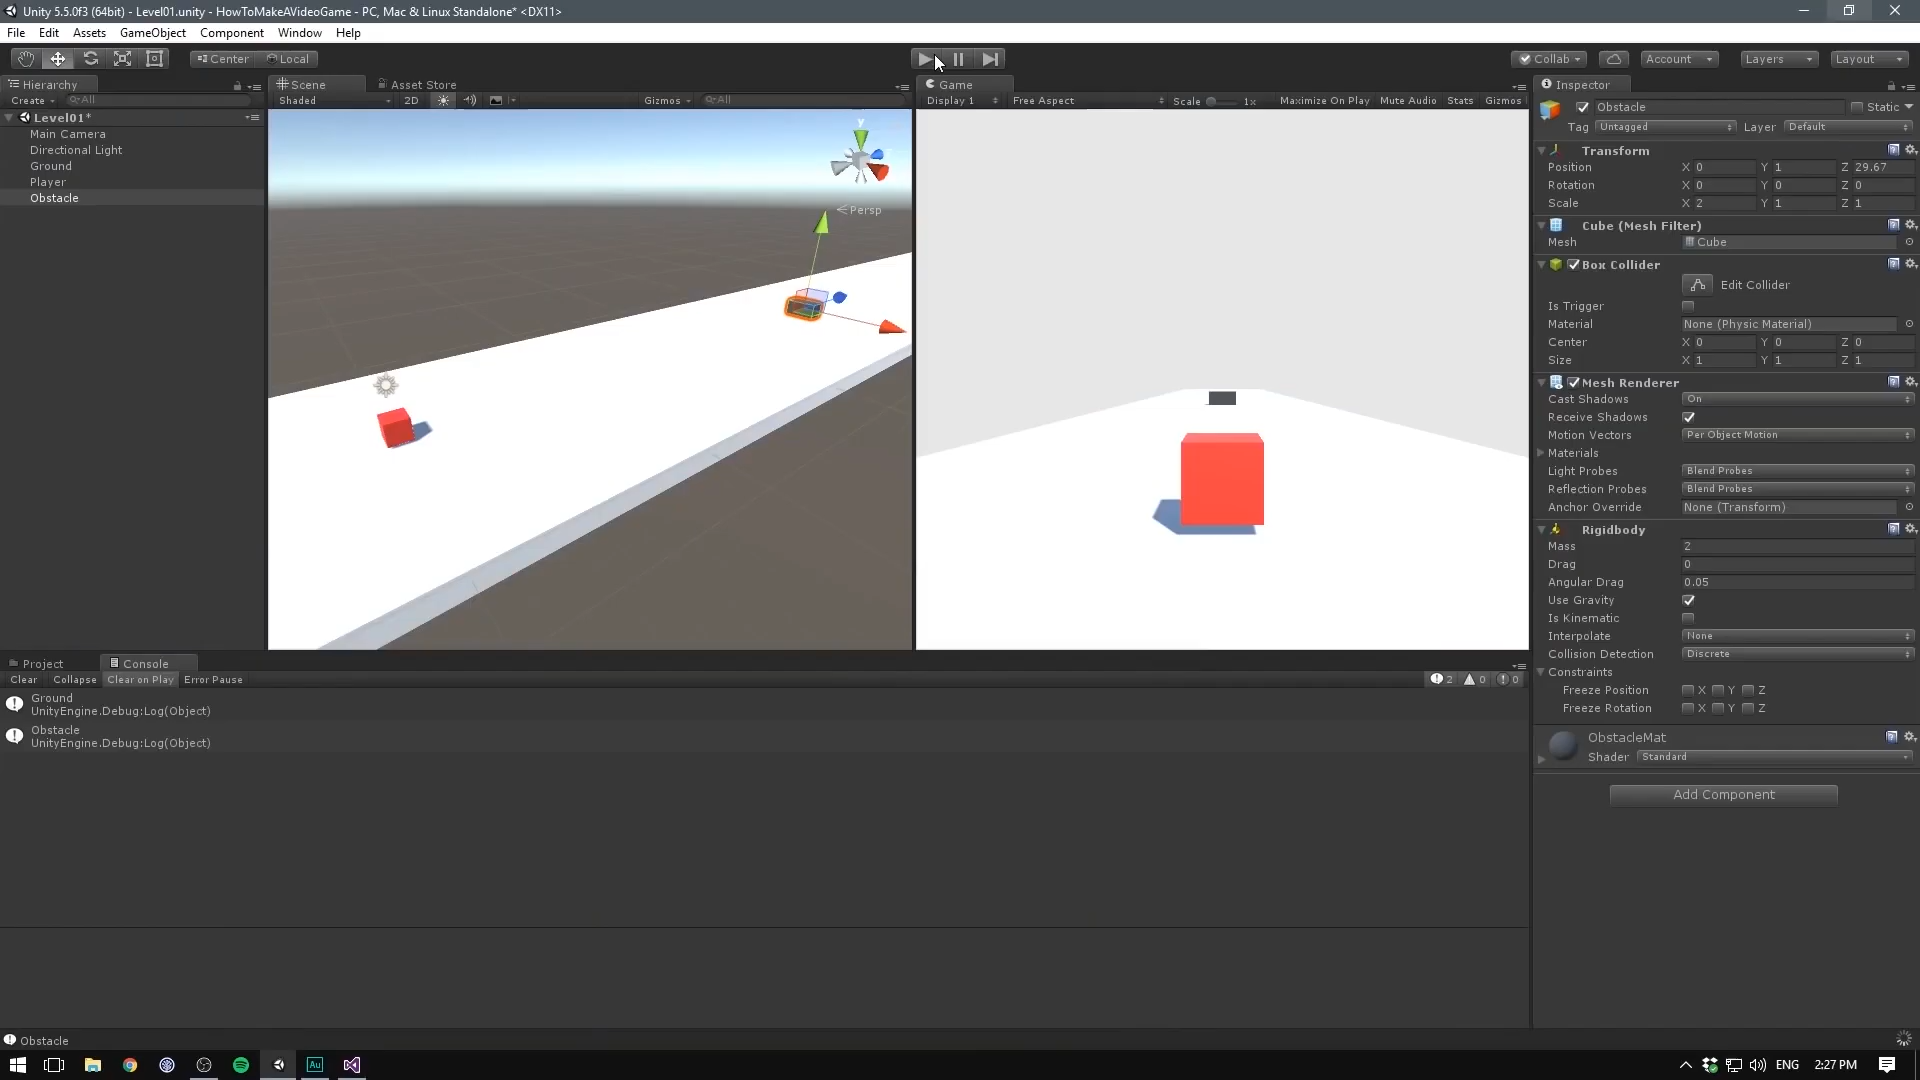 Unity 5.5.0f3 (64bit) - Level01.unity - HowToMakeAVideoGame - PC, Mac & Linux Standalone* <DX11>
File Edit Assets GameObject Component Window Help
Center Local Collab Account Layers Layout
Hierarchy
Create All
Level01*
Main Camera
Directional Light
Ground
Player
Obstacle
Scene Asset Store
Shaded 2D Gizmos All
y
Persp
Game
Display 1 Free Aspect Scale 1x Maximize On Play Mute Audio Stats Gizmos
Inspector
Obstacle Static
Tag Untagged Layer Default
Transform
Position X 0 Y 1 Z 29.67
Rotation X 0 Y 0 Z 0
Scale X 2 Y 1 Z 1
Cube (Mesh Filter)
Mesh Cube
Box Collider
Edit Collider
Is Trigger
Material None (Physic Material)
Center X 0 Y 0 Z 0
Size X 1 Y 1 Z 1
Mesh Renderer
Cast Shadows On
Receive Shadows
Motion Vectors Per Object Motion
Materials
Light Probes Blend Probes
Reflection Probes Blend Probes
Anchor Override None (Transform)
Rigidbody
Mass 2
Drag 0
Angular Drag 0.05
Use Gravity
Is Kinematic
Interpolate None
Collision Detection Discrete
Constraints
Freeze Position X Y Z
Freeze Rotation X Y Z
ObstacleMat
Shader Standard
Add Component
Project Console
Clear Collapse Clear on Play Error Pause 2 0 0
Ground
UnityEngine.Debug:Log(Object)
Obstacle
UnityEngine.Debug:Log(Object)
Obstacle
Au ENG 2:27 PM